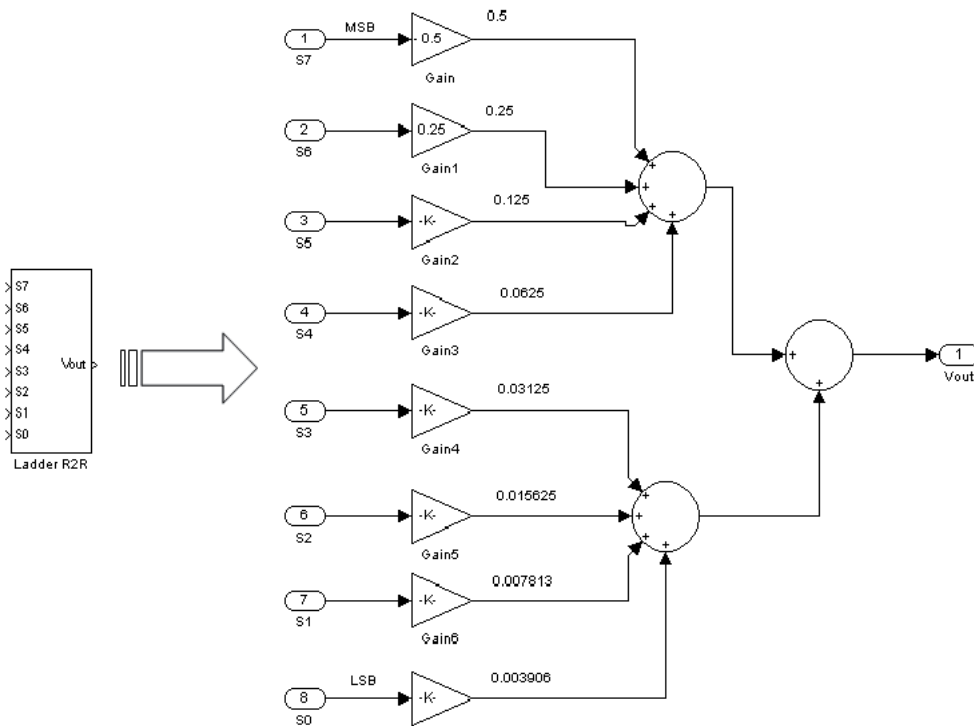 S7
S6
S5
S4
S3
S2
S1
S0
Vout
Ladder R2R
1
S7
MSB
- 0.5
Gain
0.5
2
S6
0.25
Gain1
0.25
3
S5
-K-
Gain2
0.125
4
S4
-K-
Gain3
0.0625
5
S3
-K-
Gain4
0.03125
6
S2
-K-
Gain5
0.015625
7
S1
-K-
Gain6
0.007813
8
S0
LSB
-K-
0.003906
+
+
+
+
+
+
+
+
+
+
1
Vout